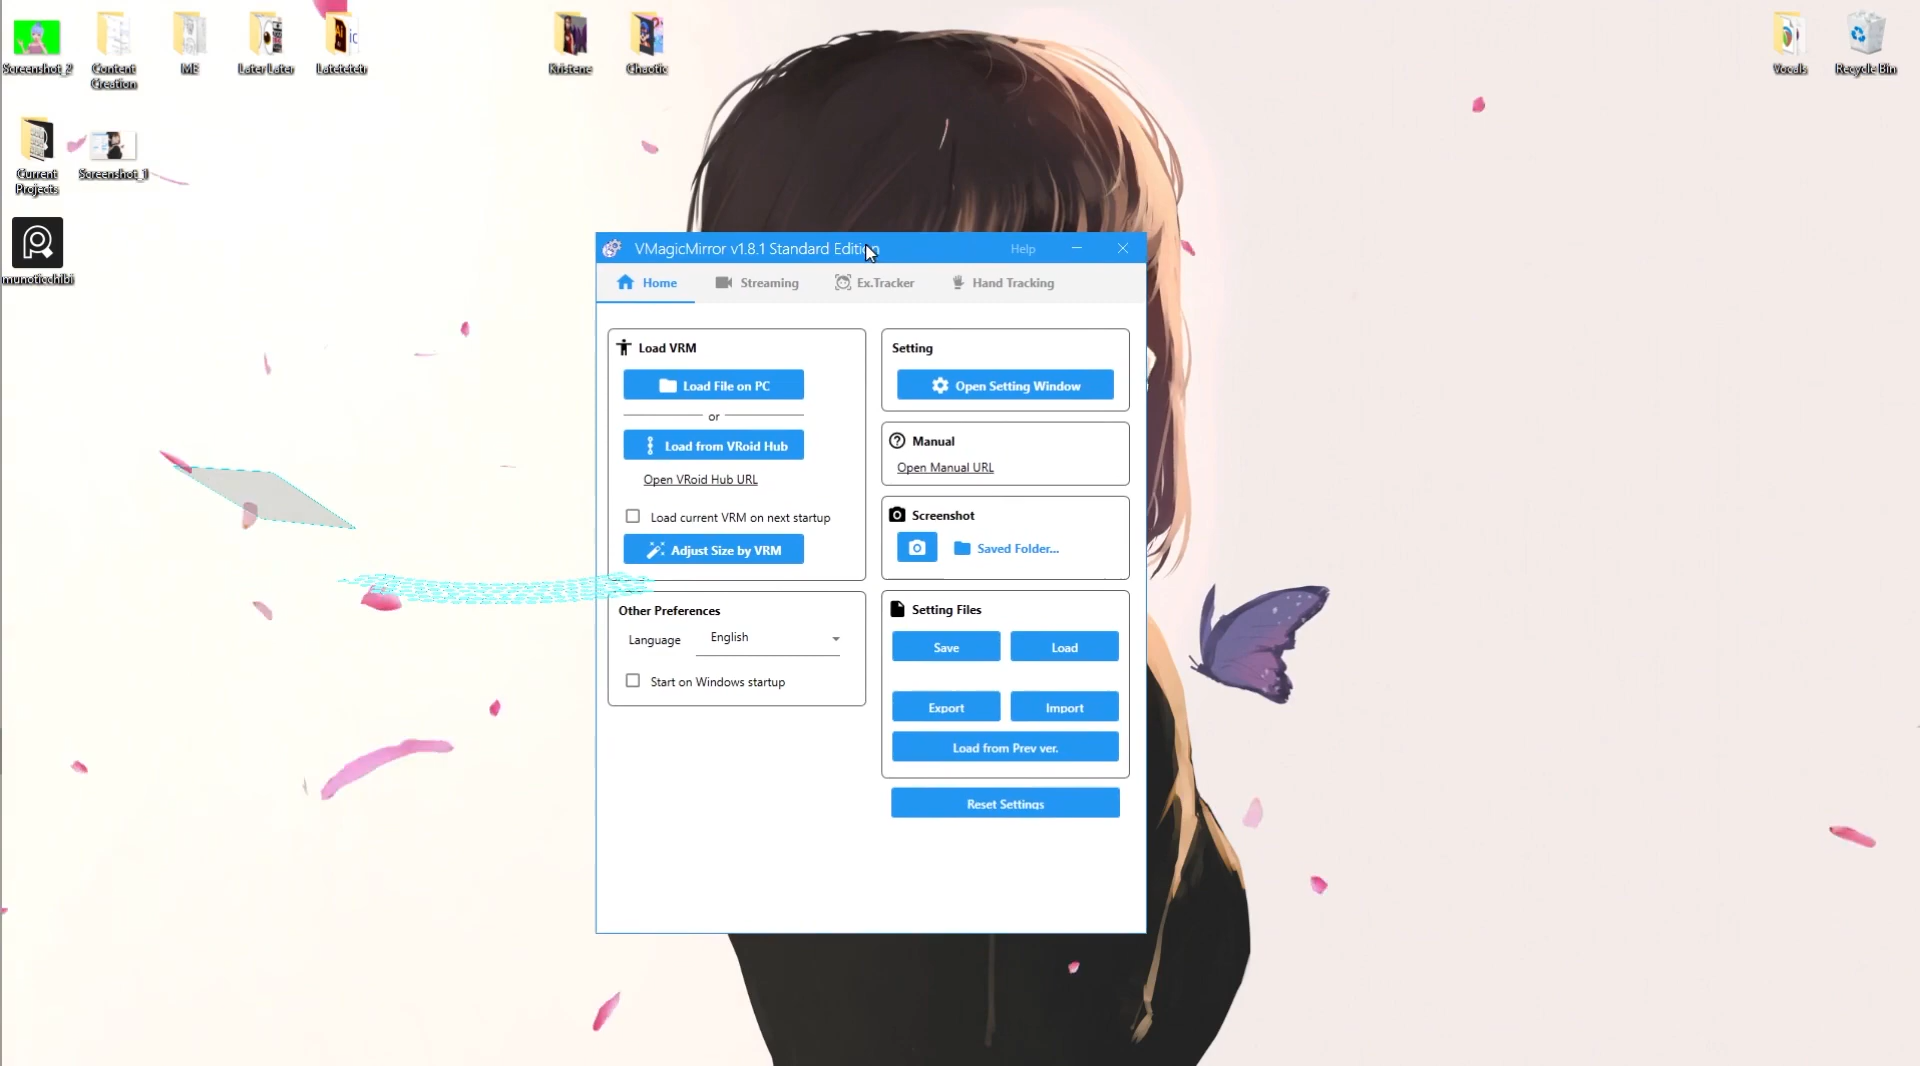 Screenshot_2
Content
Creation
ME
Later Later
Kristene
Chaotic
Vocals
Recycle Bin
Current
Projects
Screenshot_1
munoticchibi
VMagicMirror v1.8.1 Standard Edition
Help
Home
Streaming
Ex.Tracker
Hand Tracking
Load VRM
Load File on PC
or
Load from VRoid Hub
Open VRoid Hub URL
Load current VRM on next startup
Adjust Size by VRM
Other Preferences
Language
English
Start on Windows startup
Setting
Open Setting Window
Manual
Open Manual URL
Screenshot
Saved Folder...
Setting Files
Save
Load
Export
Import
Load from Prev ver.
Reset Settings